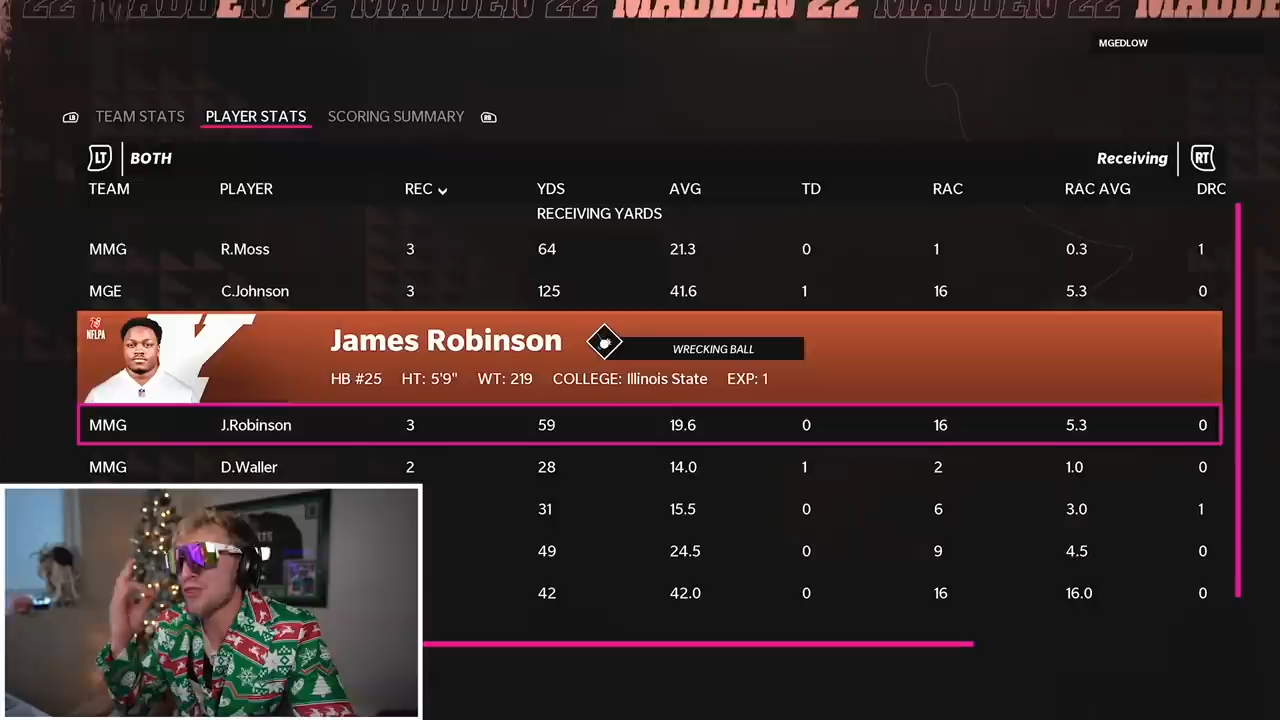 22 MADDEN 22 MADDEN 22 MADDEN 22 MADDEN 22 MADDEN
MGEDLOW
LB TEAM STATS PLAYER STATS SCORING SUMMARY RB
LT BOTH Receiving RT
TEAM PLAYER REC YDS AVG TD RAC RAC AVG DRC
RECEIVING YARDS
MMG R.Moss 3 64 21.3 0 1 0.3 1
MGE C.Johnson 3 125 41.6 1 16 5.3 0
NFLPA
James Robinson WRECKING BALL
HB #25 HT: 5'9" WT: 219 COLLEGE: Illinois State EXP: 1
MMG J.Robinson 3 59 19.6 0 16 5.3 0
MMG D.Waller 2 28 14.0 1 2 1.0 0
31 15.5 0 6 3.0 1
49 24.5 0 9 4.5 0
42 42.0 0 16 16.0 0